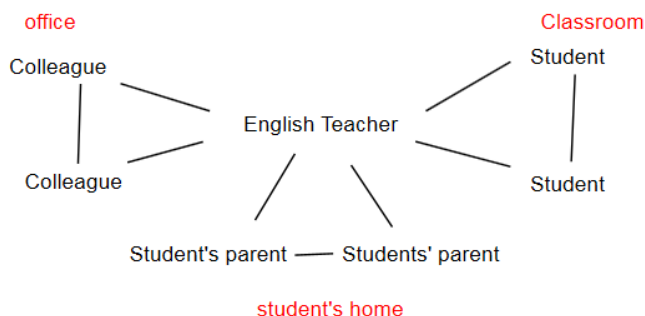 office
Classroom
Colleague
Student
English Teacher
Colleague
Student
Student's parent
Students' parent
student's home